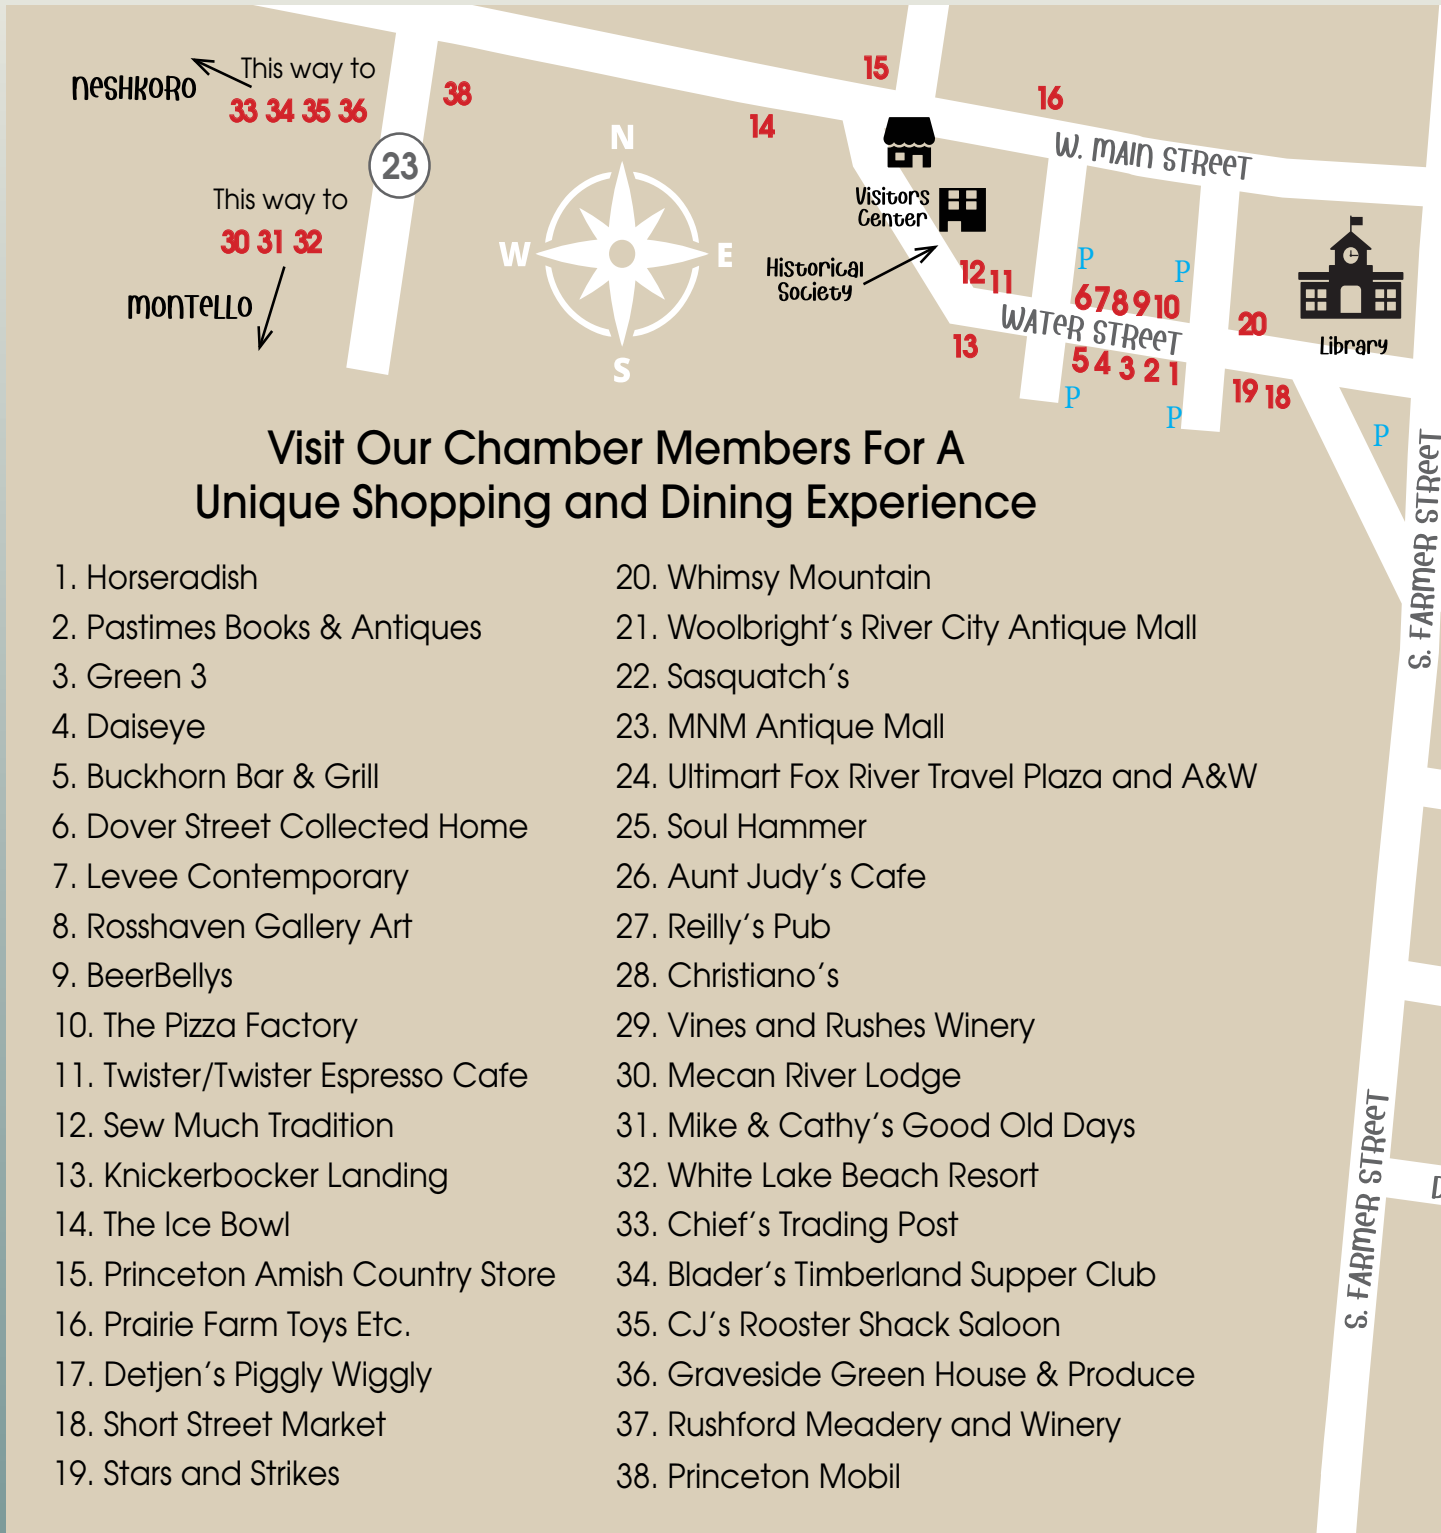 This way to
NESHKORO
33 34 35 36
38
15
14
16
23
N
W. MAIN STREET
This way to
30 31 32
Visitors
Center
W
E
Historical
Society
12 11
P
P
MONTELLO
6 7 8 9 10
WATER STREET
20
Library
13
5 4 3 2 1
S
19 18
P
P
P
S. FARMER STREET
Visit Our Chamber Members For A
Unique Shopping and Dining Experience
1. Horseradish
2. Pastimes Books & Antiques
3. Green 3
4. Daiseye
5. Buckhorn Bar & Grill
6. Dover Street Collected Home
7. Levee Contemporary
8. Rosshaven Gallery Art
9. BeerBellys
10. The Pizza Factory
11. Twister/Twister Espresso Cafe
12. Sew Much Tradition
13. Knickerbocker Landing
14. The Ice Bowl
15. Princeton Amish Country Store
16. Prairie Farm Toys Etc.
17. Detjen's Piggly Wiggly
18. Short Street Market
19. Stars and Strikes
20. Whimsy Mountain
21. Woolbright's River City Antique Mall
22. Sasquatch's
23. MNM Antique Mall
24. Ultimart Fox River Travel Plaza and A&W
25. Soul Hammer
26. Aunt Judy's Cafe
27. Reilly's Pub
28. Christiano's
29. Vines and Rushes Winery
30. Mecan River Lodge
31. Mike & Cathy's Good Old Days
32. White Lake Beach Resort
33. Chief's Trading Post
34. Blader's Timberland Supper Club
35. CJ's Rooster Shack Saloon
36. Graveside Green House & Produce
37. Rushford Meadery and Winery
38. Princeton Mobil
S. FARMER STREET